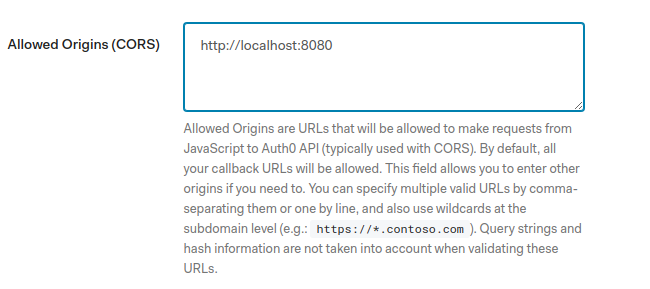 Allowed Origins (CORS)
http://localhost:8080
Allowed Origins are URLs that will be allowed to make requests from
JavaScript to Auth0 API (typically used with CORS). By default, all
your callback URLs will be allowed. This field allows you to enter other
origins if you need to. You can specify multiple valid URLs by comma-
separating them or one by line, and also use wildcards at the
subdomain level (e.g.: https://*.contoso.com ). Query strings and
hash information are not taken into account when validating these
URLs.